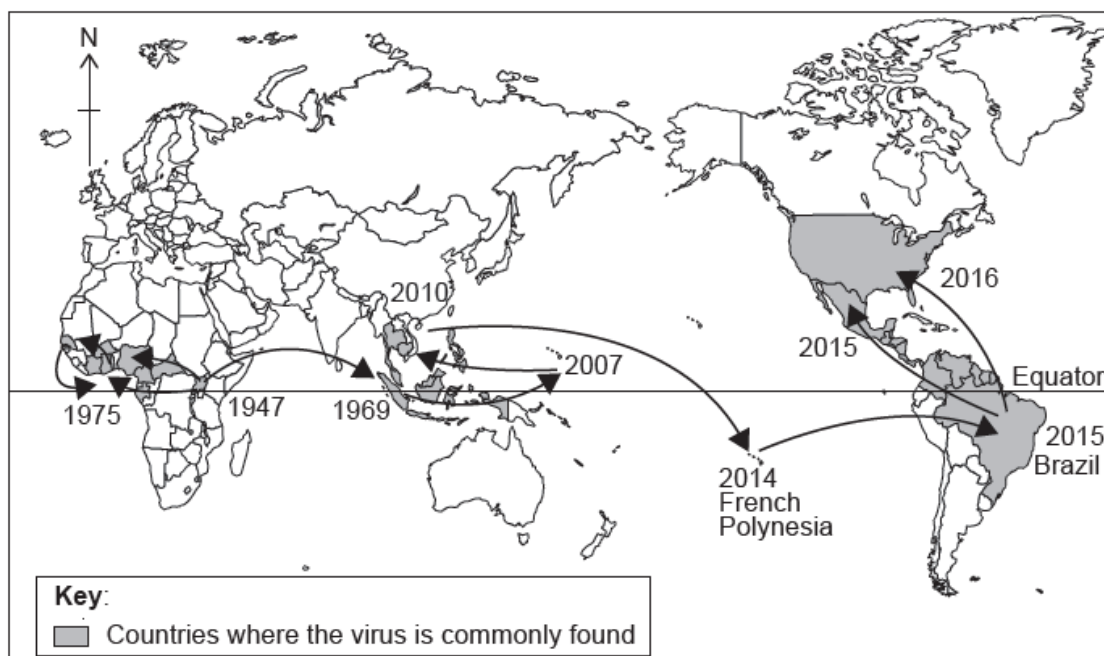 N
2010
2016
2015
2007
Equator
1975
1947
1969
2015
Brazil
2014
French
Polynesia
Key:
Countries where the virus is commonly found